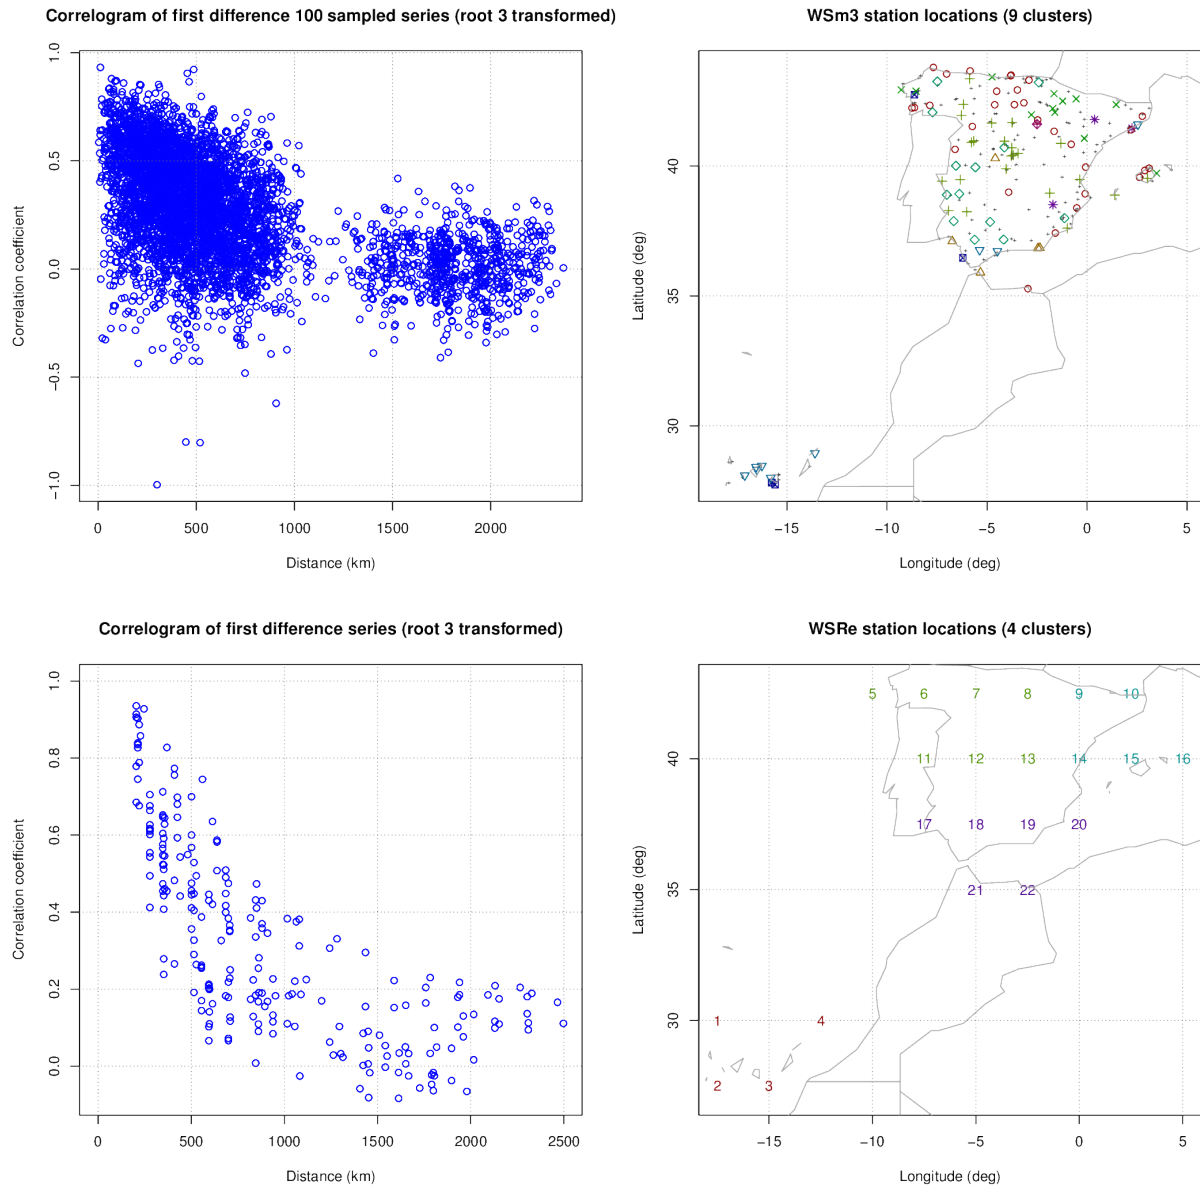 Correlogram of first difference 100 sampled series (root 3 transformed)
Correlation coefficient
1.0
0.5
0.0
−0.5
−1.0
0 500 1000 1500 2000
Distance (km)
WSm3 station locations (9 clusters)
Latitude (deg)
40
35
30
−15 −10 −5 0 5
Longitude (deg)
Correlogram of first difference series (root 3 transformed)
Correlation coefficient
1.0
0.8
0.6
0.4
0.2
0.0
0 500 1000 1500 2000 2500
Distance (km)
WSRe station locations (4 clusters)
Latitude (deg)
40
35
30
5 6 7 8 9 10
11 12 13 14 15 16
17 18 19 20
21 22
1 4
2 3
−15 −10 −5 0 5
Longitude (deg)